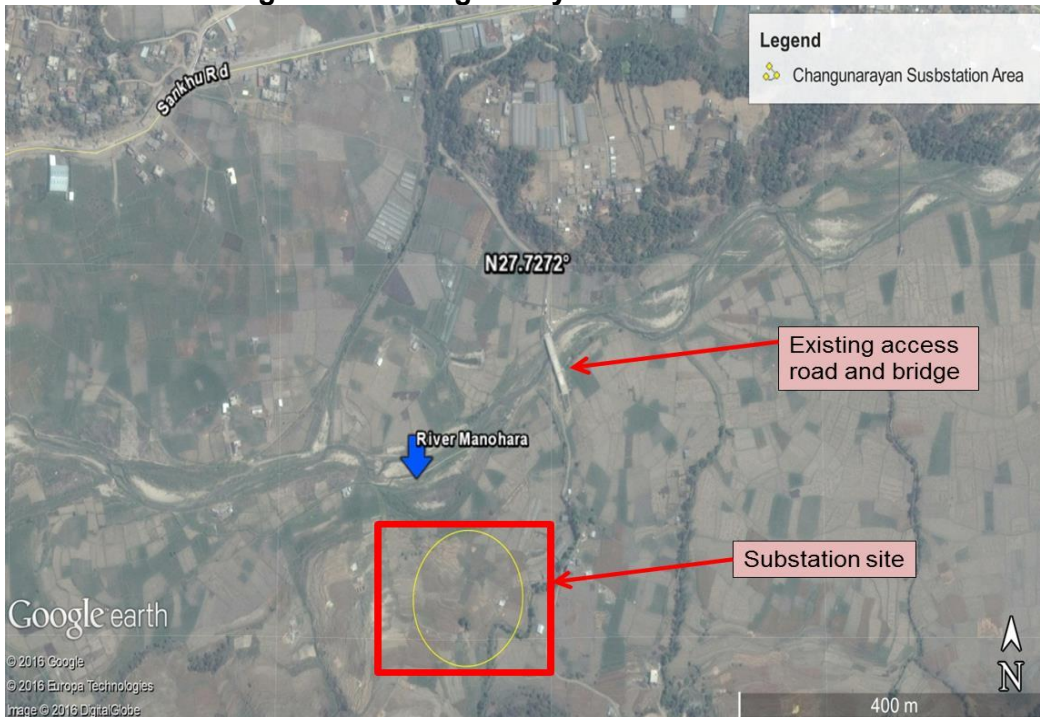 Legend
Changunarayan Susbstation Area
Sankhu Rd
N27.7272°
Existing access
road and bridge
River Manohara
Substation site
Google earth
© 2016 Google
© 2016 Europa Technologies
Image © 2016 DigitalGlobe
N
400 m